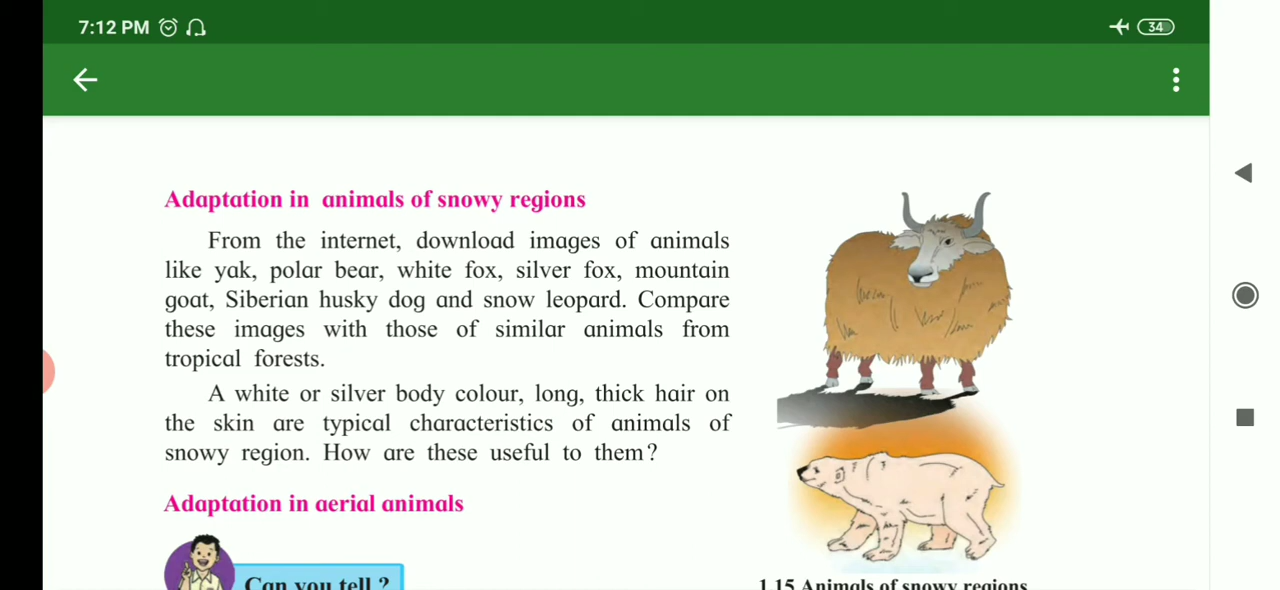 7:12 PM
34
Adaptation in animals of snowy regions
From the internet, download images of animals
like yak, polar bear, white fox, silver fox, mountain
goat, Siberian husky dog and snow leopard. Compare
these images with those of similar animals from
tropical forests.
A white or silver body colour, long, thick hair on
the skin are typical characteristics of animals of
snowy region. How are these useful to them?
Adaptation in aerial animals
Can you tell ?
1.15 Animals of snowy regions